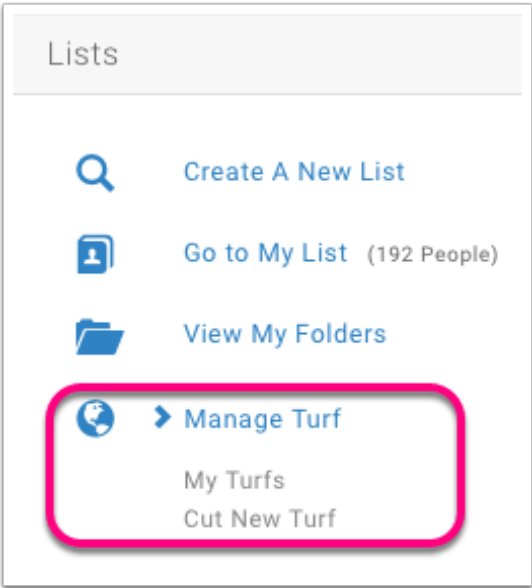 Lists
Create A New List
Go to My List (192 People)
View My Folders
Manage Turf
My Turfs
Cut New Turf